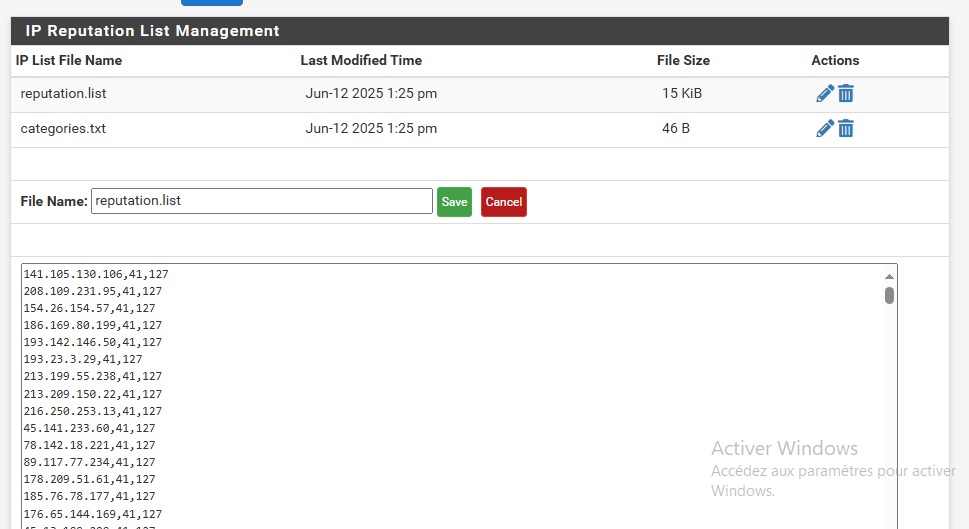 IP Reputation List Management
IP List File Name Last Modified Time File Size Actions
reputation.list Jun-12 2025 1:25 pm 15 KiB
categories.txt Jun-12 2025 1:25 pm 46 B
File Name: reputation.list Save Cancel
141.105.130.106,41,127
208.109.231.95,41,127
154.26.154.57,41,127
186.169.80.199,41,127
193.142.146.50,41,127
193.23.3.29,41,127
213.199.55.238,41,127
213.209.150.22,41,127
216.250.253.13,41,127
45.141.233.60,41,127
78.142.18.221,41,127
89.117.77.234,41,127
178.209.51.61,41,127
185.76.78.177,41,127
176.65.144.169,41,127
Activer Windows
Accédez aux paramètres pour activer
Windows.